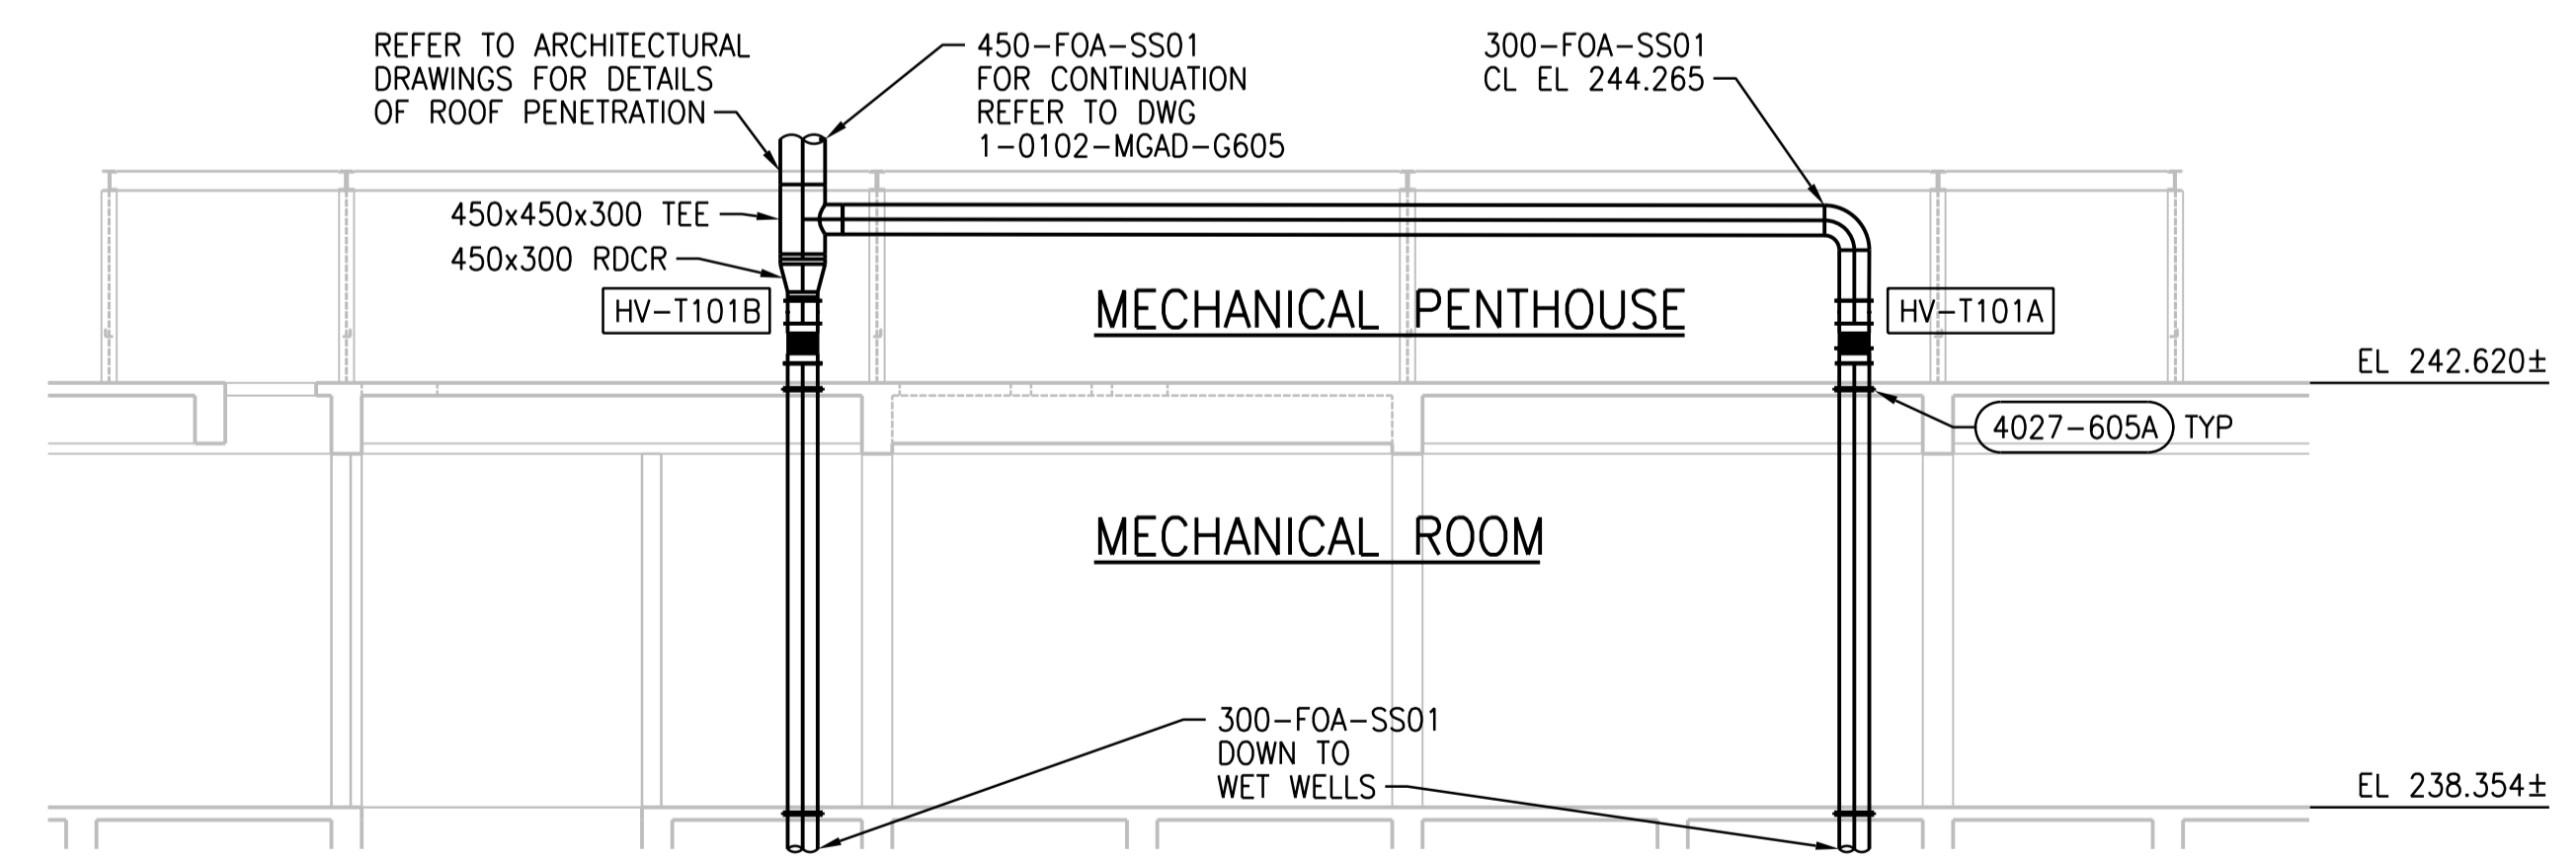 REFER TO ARCHITECTURAL
DRAWINGS FOR DETAILS
OF ROOF PENETRATION
450-FOA-SS01
FOR CONTINUATION
REFER TO DWG
1-0102-MGAD-G605
300-FOA-SS01
CL EL 244.265
450x450x300 TEE
450x300 RDCR
HV-T101B
MECHANICAL PENTHOUSE
HV-T101A
EL 242.620±
4027-605A TYP
MECHANICAL ROOM
300-FOA-SS01
DOWN TO
WET WELLS
EL 238.354±